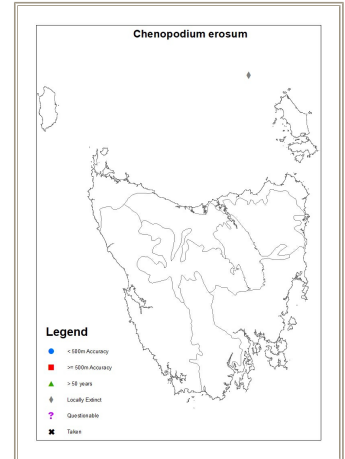 Chenopodium erosum
Legend
< 500m Accuracy
>= 500m Accuracy
> 50 years
Locally Extinct
? Questionable
Taken